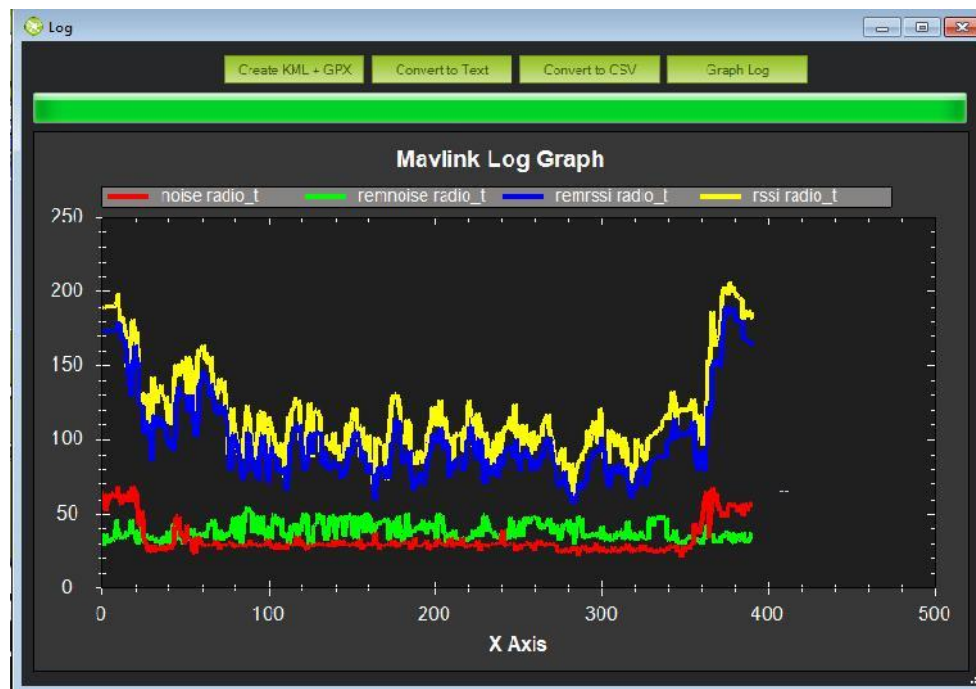 Log
Create KML + GPX Convert to Text Convert to CSV Graph Log
Mavlink Log Graph
noise radio_t remnoise radio_t remrssi radio_t rssi radio_t
250
200
150
100
50
0
0 100 200 300 400 500
X Axis